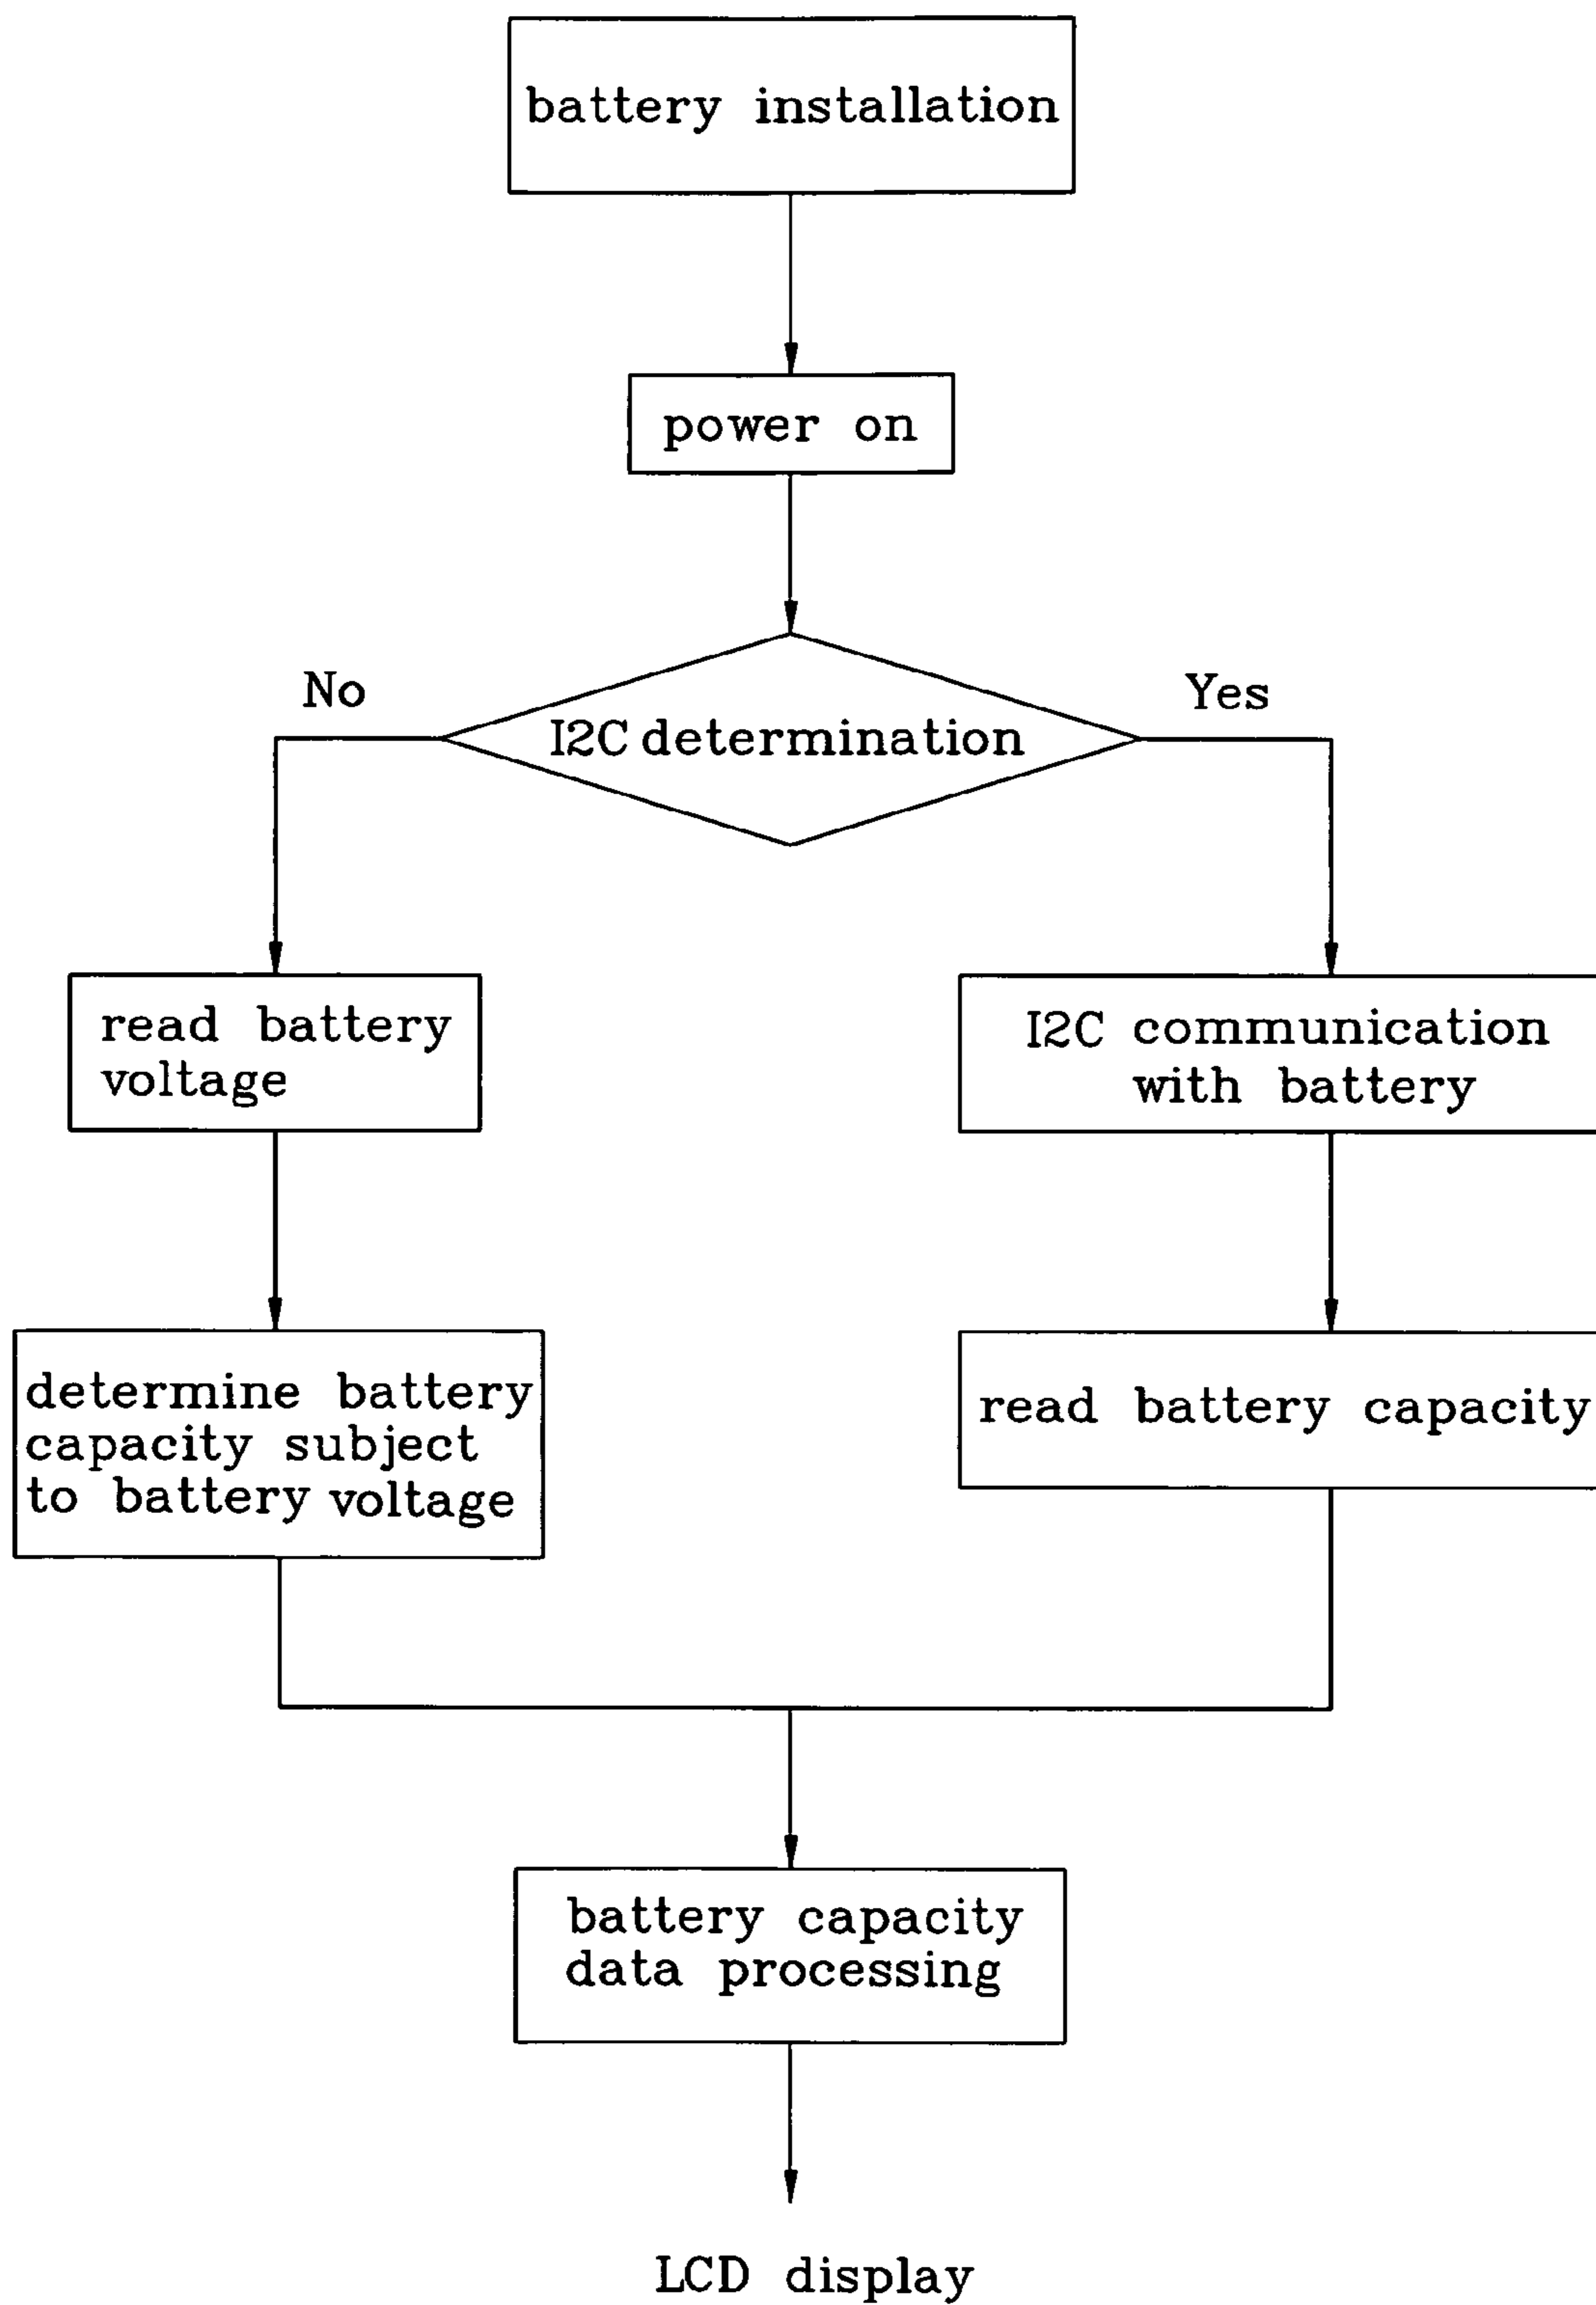 battery installation
power on
No
Yes
I2C determination
read battery
voltage
I2C communication
with battery
determine battery
capacity subject
to battery voltage
read battery capacity
battery capacity
data processing
LCD display